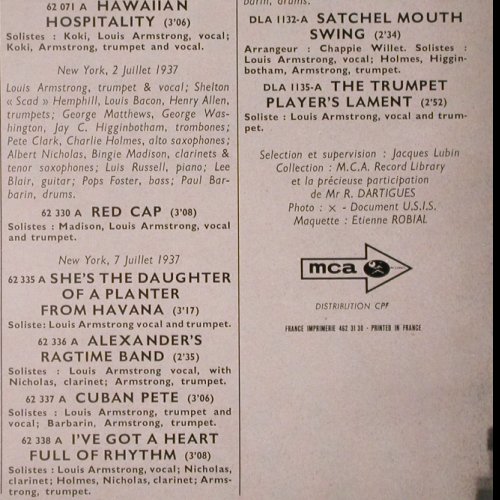 62 071 A HAWAIIAN
HOSPITALITY (3'06)
Solistes : Koki, Louis Armstrong, vocal;
Koki, Armstrong, trumpet and vocal.
New York, 2 Juillet 1937
Louis Armstrong, trumpet & vocal; Shelton
« Scad » Hemphill, Louis Bacon, Henry Allen,
trumpets; George Matthews, George Was-
hington, Jay C. Higginbotham, trombones;
Pete Clark, Charlie Holmes, alto saxophones;
Albert Nicholas, Bingie Madison, clarinets &
tenor saxophones; Luis Russell, piano; Lee
Blair, guitar; Pops Foster, bass; Paul Bar-
barin, drums.
62 330 A RED CAP (3'08)
Solistes : Madison, Louis Armstrong, vocal
and trumpet.
New York, 7 Juillet 1937
62 335 A SHE'S THE DAUGHTER
OF A PLANTER
FROM HAVANA (3'17)
Soliste: Louis Armstrong vocal and trumpet.
62 336 A ALEXANDER'S
RAGTIME BAND (2'35)
Solistes : Louis Armstrong vocal, with
Nicholas, clarinet; Armstrong, trumpet.
62 337 A CUBAN PETE (3'06)
Solistes : Louis Armstrong, trumpet and
vocal; Barbarin, Armstrong, trumpet.
62 338 A I'VE GOT A HEART
FULL OF RHYTHM (3'08)
Solistes : Louis Armstrong, vocal; Nicholas,
clarinet; Holmes, Nicholas, clarinet; Arms-
trong, trumpet.
barin, drums.
DLA 1132-A SATCHEL MOUTH
SWING (2'34)
Arrangeur : Chappie Willet. Solistes :
Louis Armstrong, vocal; Holmes, Higgin-
botham, Armstrong, trumpet.
DLA 1135-A THE TRUMPET
PLAYER'S LAMENT (2'52)
Soliste : Louis Armstrong, vocal and trum-
pet.
Selection et supervision : Jacques Lubin
Collection : M.C.A. Record Library
et la précieuse participation
de Mr R. DARTIGUES
Photo : × - Document U.S.I.S.
Maquette : Etienne ROBIAL
mca
DISTRIBUTION CPF
FRANCE IMPRIMERIE 462 31 30 - PRINTED IN FRANCE